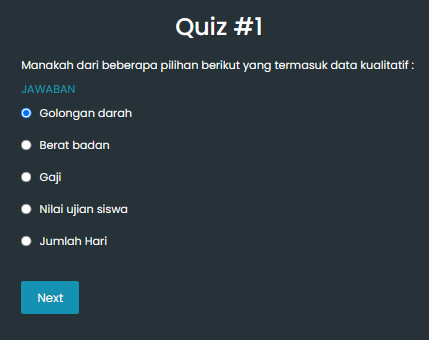 Quiz #1
Manakah dari beberapa pilihan berikut yang termasuk data kualitatif :
JAWABAN
Golongan darah
Berat badan
Gaji
Nilai ujian siswa
Jumlah Hari
Next